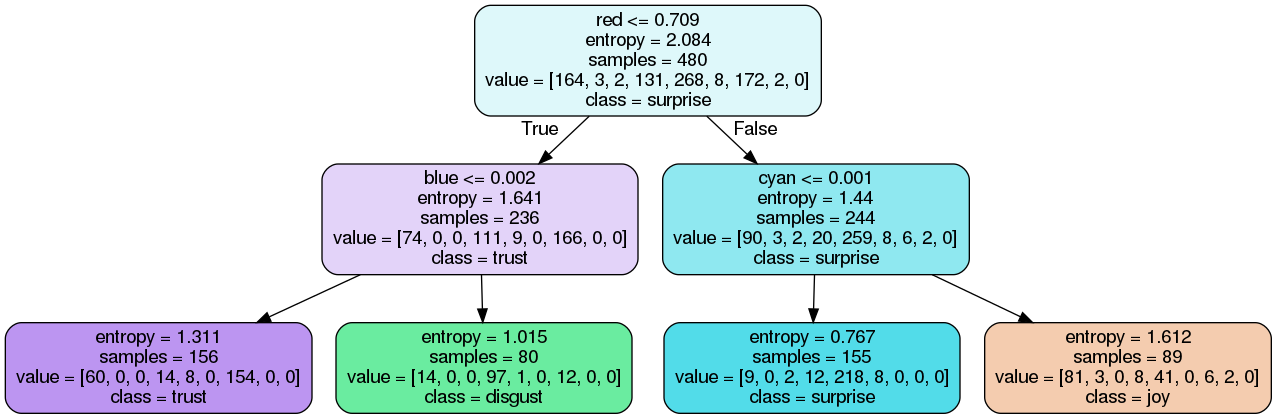 red <= 0.709
entropy = 2.084
samples = 480
value = [164, 3, 2, 131, 268, 8, 172, 2, 0]
class = surprise
True
False
blue <= 0.002
entropy = 1.641
samples = 236
value = [74, 0, 0, 111, 9, 0, 166, 0, 0]
class = trust
cyan <= 0.001
entropy = 1.44
samples = 244
value = [90, 3, 2, 20, 259, 8, 6, 2, 0]
class = surprise
entropy = 1.311
samples = 156
value = [60, 0, 0, 14, 8, 0, 154, 0, 0]
class = trust
entropy = 1.015
samples = 80
value = [14, 0, 0, 97, 1, 0, 12, 0, 0]
class = disgust
entropy = 0.767
samples = 155
value = [9, 0, 2, 12, 218, 8, 0, 0, 0]
class = surprise
entropy = 1.612
samples = 89
value = [81, 3, 0, 8, 41, 0, 6, 2, 0]
class = joy